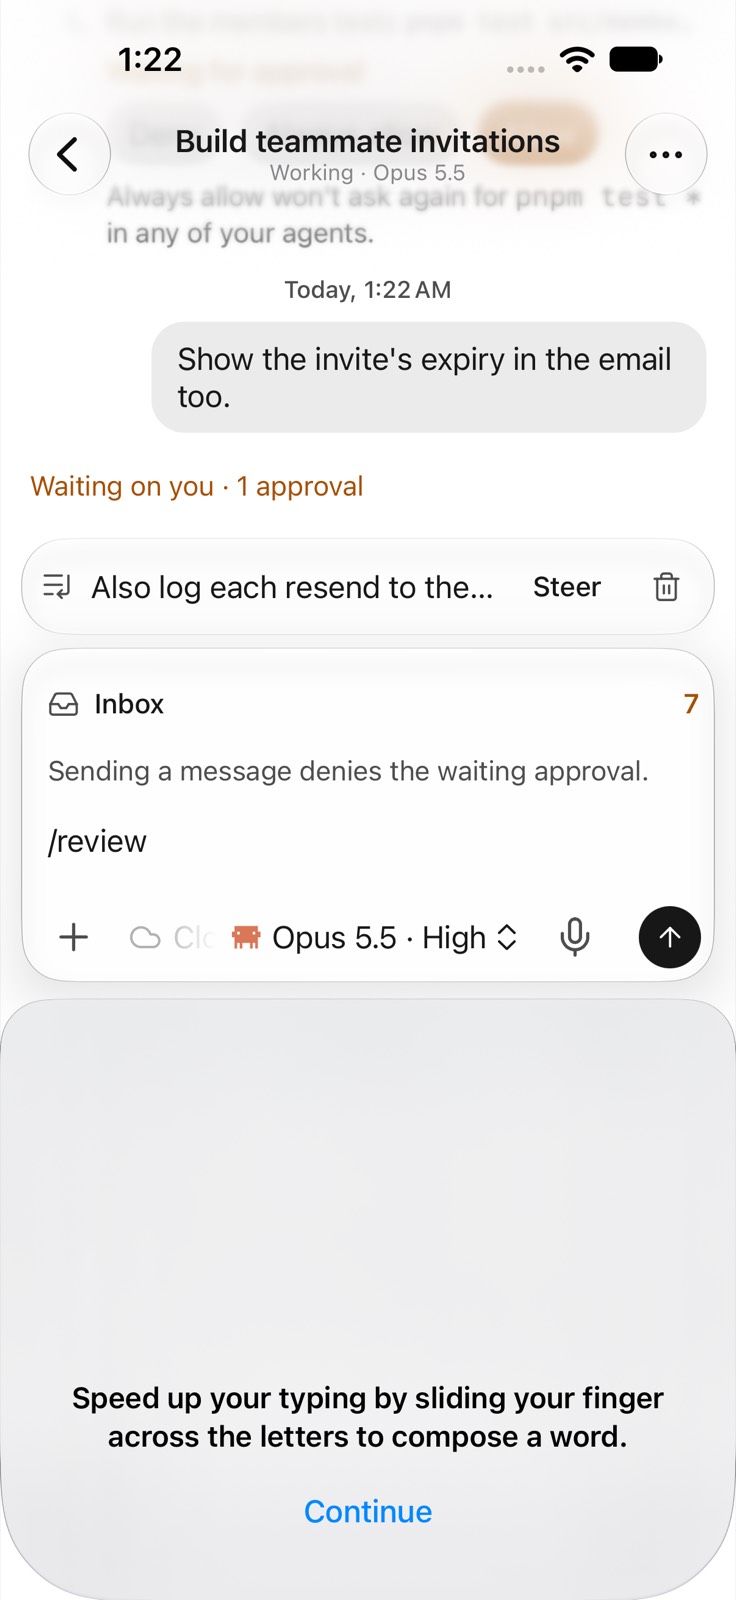 1:22
Build teammate invitations
Working · Opus 5.5
Always allow won't ask again for pnpm test *
in any of your agents.
Today, 1:22 AM
Show the invite's expiry in the email
too.
Waiting on you · 1 approval
Also log each resend to the...
Steer
Inbox
7
Sending a message denies the waiting approval.
/review
Opus 5.5 · High
Speed up your typing by sliding your finger
across the letters to compose a word.
Continue